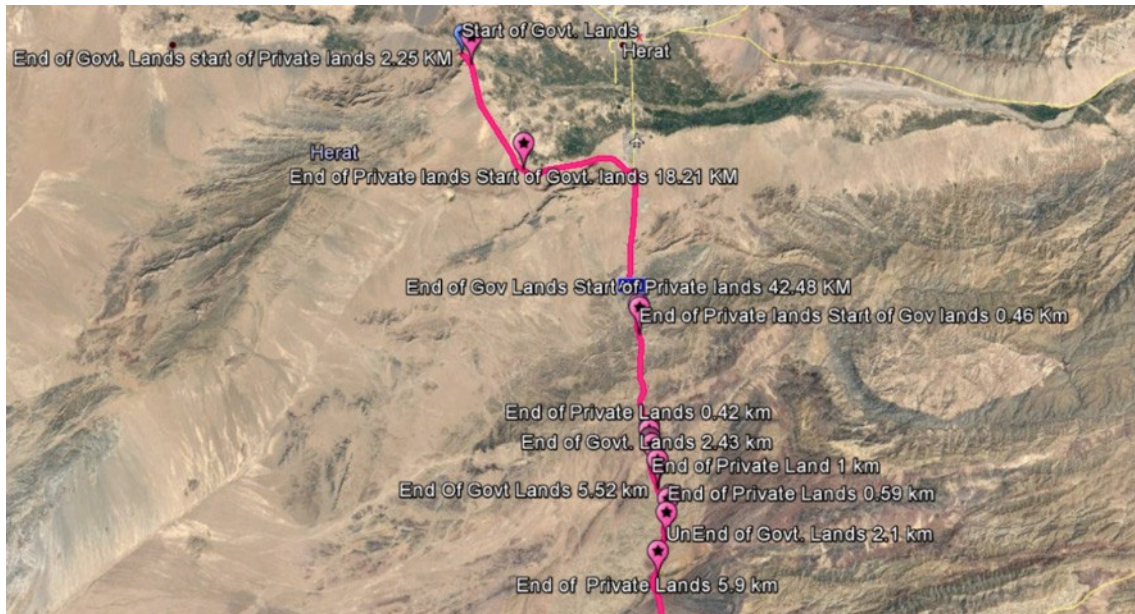 Start of Govt. Lands
Herat
End of Govt. Lands start of Private lands 2.25 KM
Herat
End of Private lands Start of Govt. lands 18.21 KM
End of Gov Lands Start of Private lands 42.48 KM
End of Private lands Start of Gov lands 0.46 Km
End of Private Lands 0.42 km
End of Govt. Lands 2.43 km
End of Private Land 1 km
End Of Govt Lands 5.52 km
End of Private Lands 0.59 km
UnEnd of Govt. Lands 2.1 km
End of Private Lands 5.9 km